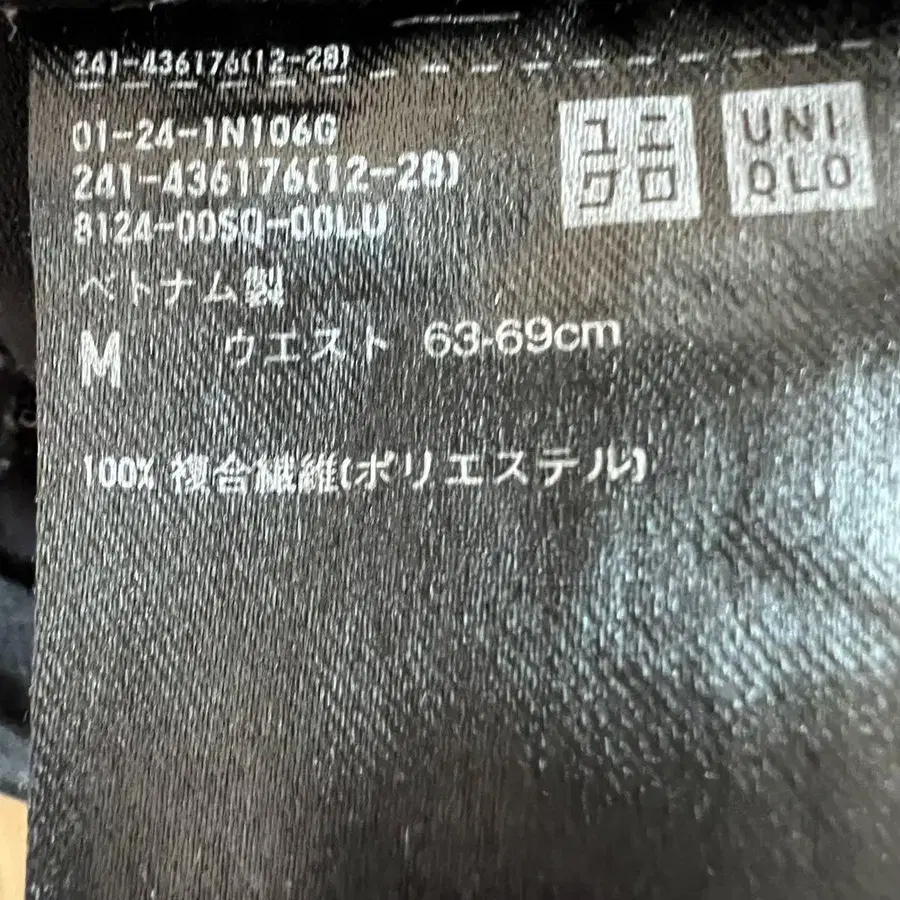 241-436176(12-28)
ユニ
クロ
UNI
QLO
01-24-1N106G
241-436176(12-28)
8124-00SQ-00LU
ベトナム製
M ウエスト 63-69cm
100% 複合繊維(ポリエステル)